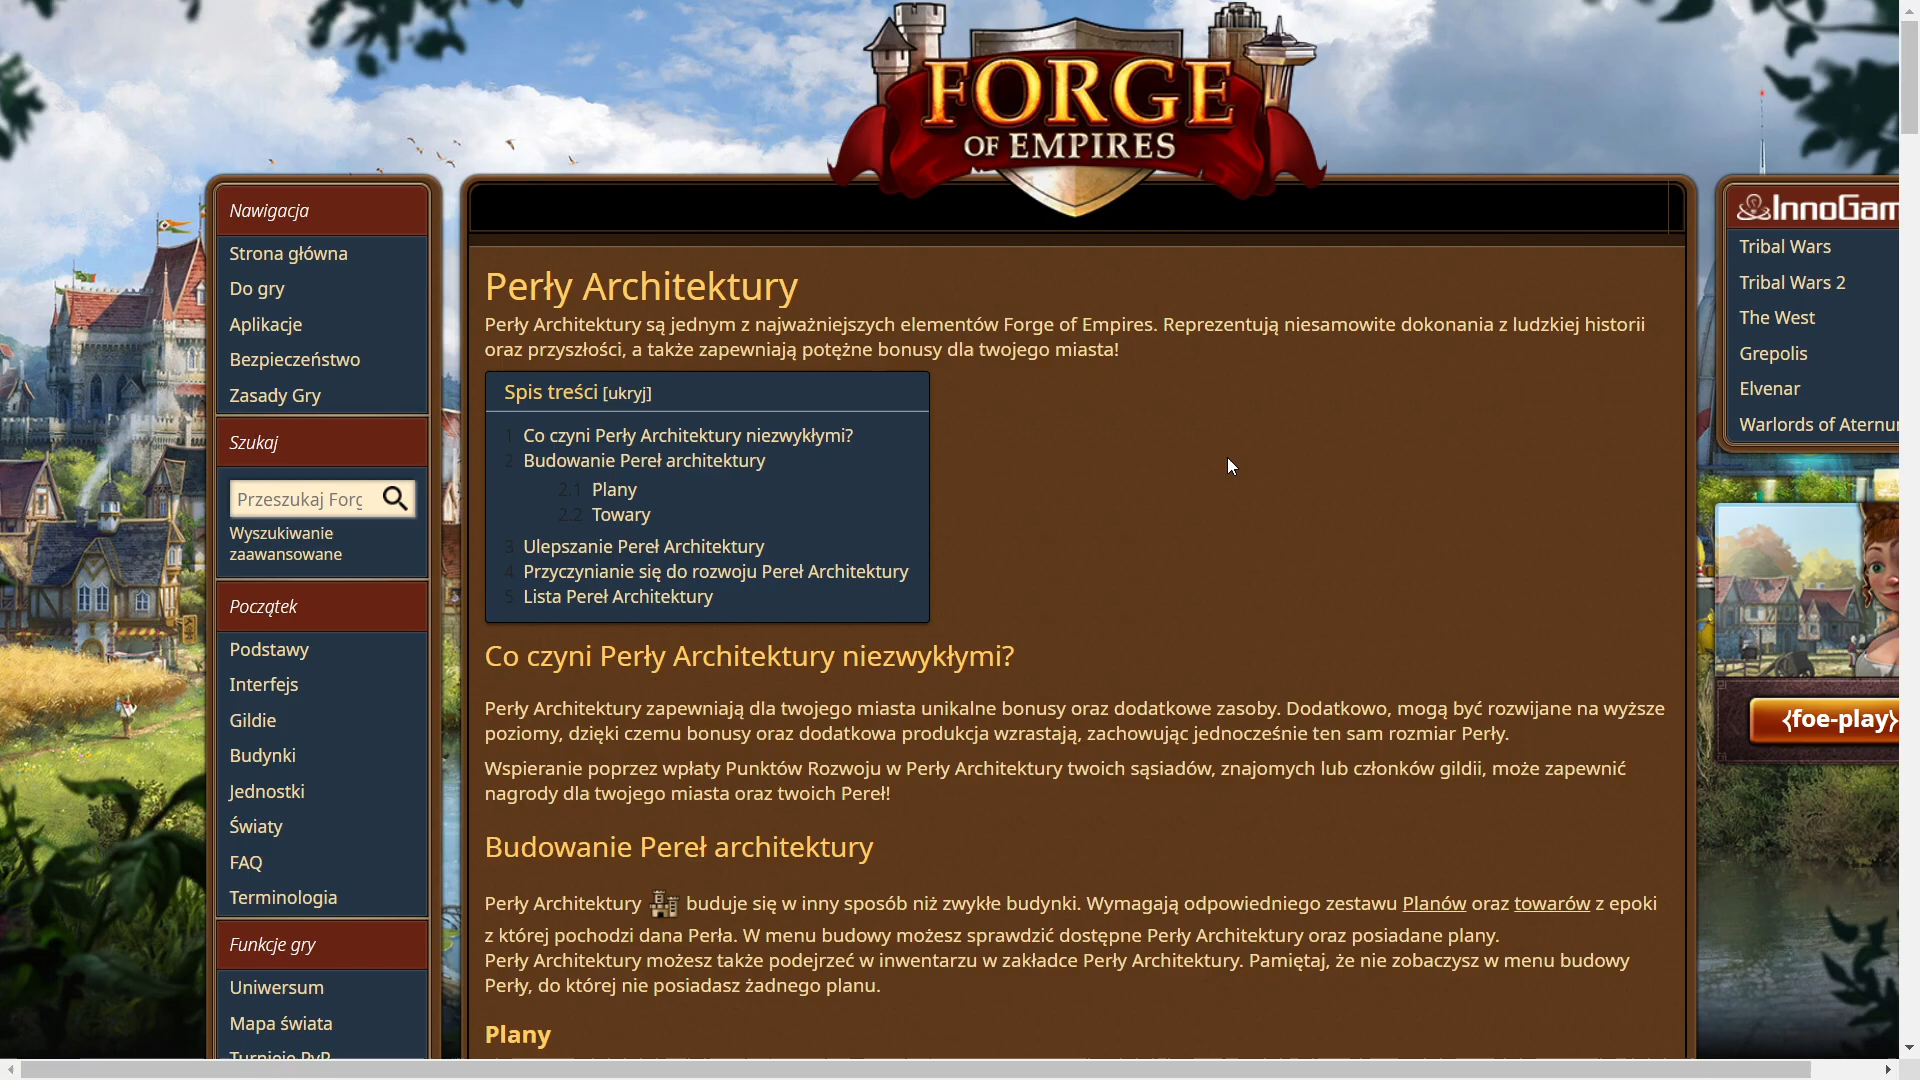 FORGE
OF EMPIRES
Nawigacja
Strona główna
Do gry
Aplikacje
Bezpieczeństwo
Zasady Gry
Szukaj
Przeszukaj Forg
Wyszukiwanie
zaawansowane
Początek
Podstawy
Interfejs
Gildie
Budynki
Jednostki
Światy
FAQ
Terminologia
Funkcje gry
Uniwersum
Mapa świata
Turnieje PvP
Perły Architektury
Perły Architektury są jednym z najważniejszych elementów Forge of Empires. Reprezentują niesamowite dokonania z ludzkiej historii
oraz przyszłości, a także zapewniają potężne bonusy dla twojego miasta!
Spis treści [ukryj]
1 Co czyni Perły Architektury niezwykłymi?
2 Budowanie Pereł architektury
2.1 Plany
2.2 Towary
3 Ulepszanie Pereł Architektury
4 Przyczynianie się do rozwoju Pereł Architektury
5 Lista Pereł Architektury
Co czyni Perły Architektury niezwykłymi?
Perły Architektury zapewniają dla twojego miasta unikalne bonusy oraz dodatkowe zasoby. Dodatkowo, mogą być rozwijane na wyższe
poziomy, dzięki czemu bonusy oraz dodatkowa produkcja wzrastają, zachowując jednocześnie ten sam rozmiar Perły.
Wspieranie poprzez wpłaty Punktów Rozwoju w Perły Architektury twoich sąsiadów, znajomych lub członków gildii, może zapewnić
nagrody dla twojego miasta oraz twoich Pereł!
Budowanie Pereł architektury
Perły Architektury buduje się w inny sposób niż zwykłe budynki. Wymagają odpowiedniego zestawu Planów oraz towarów z epoki
z której pochodzi dana Perła. W menu budowy możesz sprawdzić dostępne Perły Architektury oraz posiadane plany.
Perły Architektury możesz także podejrzeć w inwentarzu w zakładce Perły Architektury. Pamiętaj, że nie zobaczysz w menu budowy
Perły, do której nie posiadasz żadnego planu.
Plany
InnoGam
Tribal Wars
Tribal Wars 2
The West
Grepolis
Elvenar
Warlords of Aternum
{foe-play}